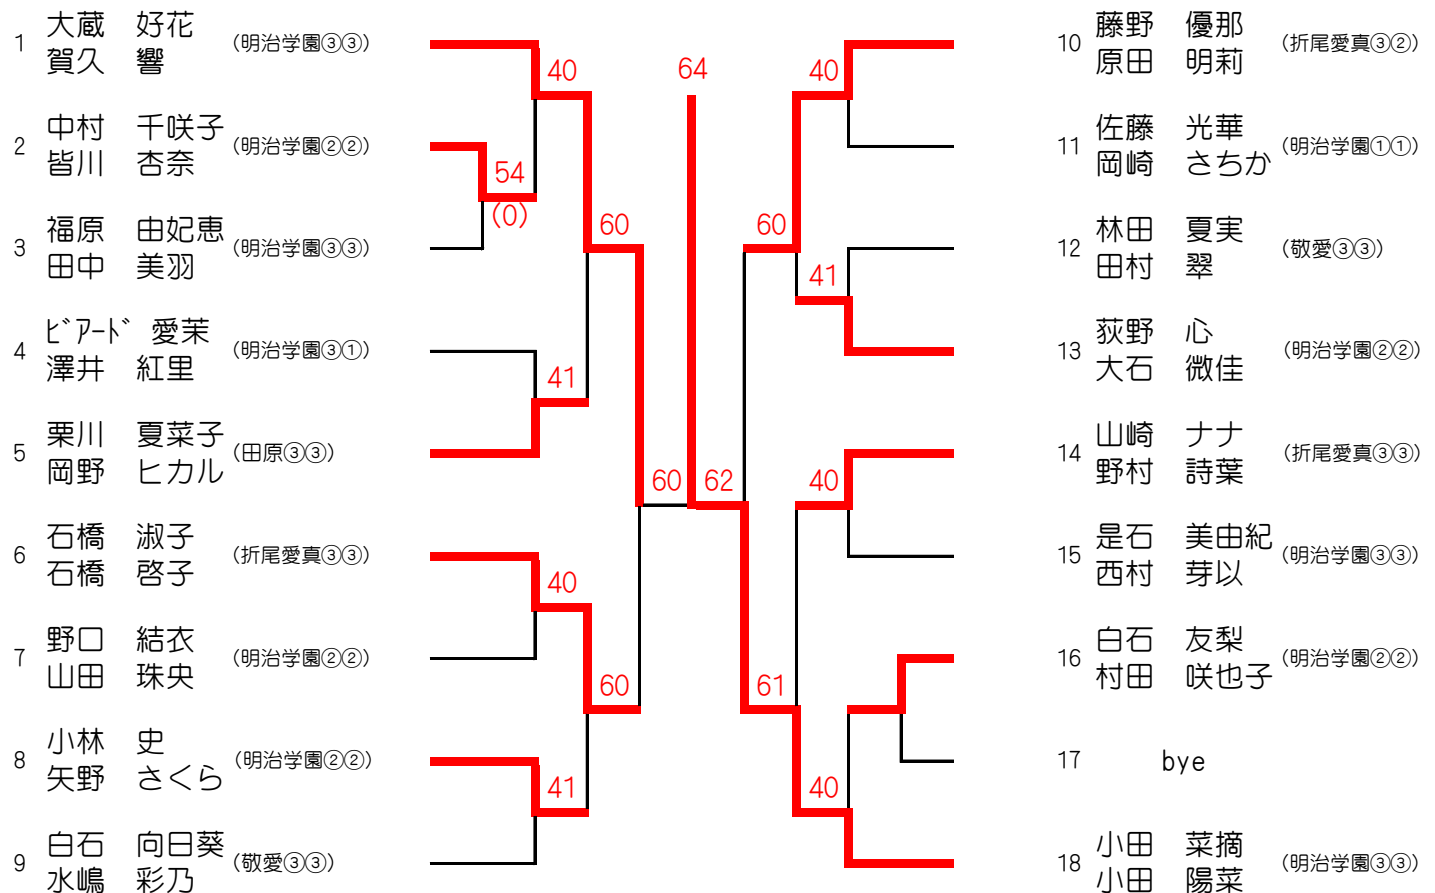 1 大蔵 好花 (明治学園③③)
賀久 響
2 中村 千咲子 (明治学園②②)
皆川 杏奈
3 福原 由妃恵 (明治学園③③)
田中 美羽
4 ビアード 愛茉 (明治学園③①)
澤井 紅里
5 栗川 夏菜子 (田原③③)
岡野 ヒカル
6 石橋 淑子 (折尾愛真③③)
石橋 啓子
7 野口 結衣 (明治学園②②)
山田 珠央
8 小林 史 (明治学園②②)
矢野 さくら
9 白石 向日葵 (敬愛③③)
水嶋 彩乃
40
54
(0)
60
41
40
60
41
60
64
62
40
60
41
40
61
40
10 藤野 優那 (折尾愛真③②)
原田 明莉
11 佐藤 光華 (明治学園①①)
岡崎 さちか
12 林田 夏実 (敬愛③③)
田村 翠
13 荻野 心 (明治学園②②)
大石 微佳
14 山崎 ナナ (折尾愛真③③)
野村 詩葉
15 是石 美由紀 (明治学園③③)
西村 芽以
16 白石 友梨 (明治学園②②)
村田 咲也子
17 bye
18 小田 菜摘 (明治学園③③)
小田 陽菜